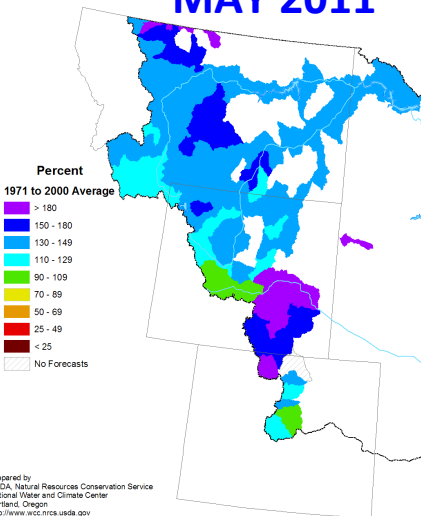 MAY 2011
Percent
1971 to 2000 Average
> 180
150 - 180
130 - 149
110 - 129
90 - 109
70 - 89
50 - 69
25 - 49
< 25
No Forecasts
epared by
DA, Natural Resources Conservation Service
tional Water and Climate Center
rtland, Oregon
p://www.wcc.nrcs.usda.gov